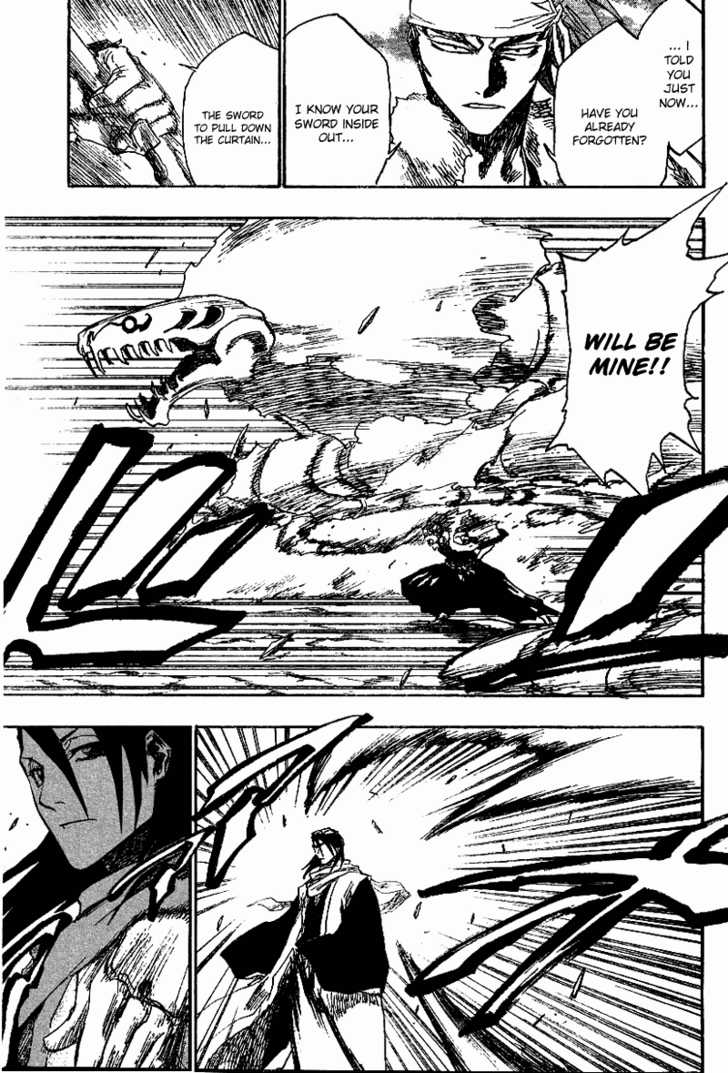 ... I
TOLD
YOU
JUST
NOW...
HAVE YOU
ALREADY
FORGOTTEN?
I KNOW YOUR
SWORD INSIDE
OUT...
THE SWORD
TO PULL DOWN
THE CURTAIN...
WILL BE
MINE!!